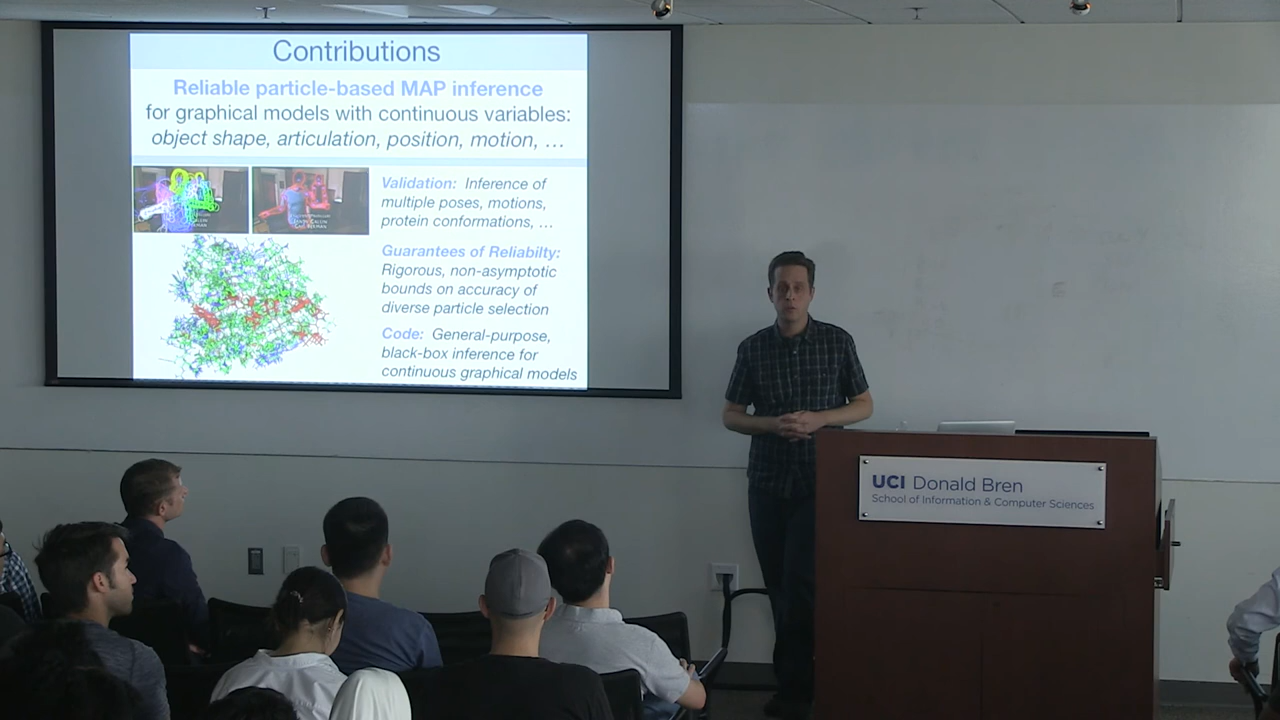 Contributions
Reliable particle-based MAP inference
for graphical models with continuous variables:
object shape, articulation, position, motion, …
Validation: Inference of
multiple poses, motions,
protein conformations, …
Guarantees of Reliabilty:
Rigorous, non-asymptotic
bounds on accuracy of
diverse particle selection
Code: General-purpose,
black-box inference for
continuous graphical models
UCI Donald Bren
School of Information & Computer Sciences